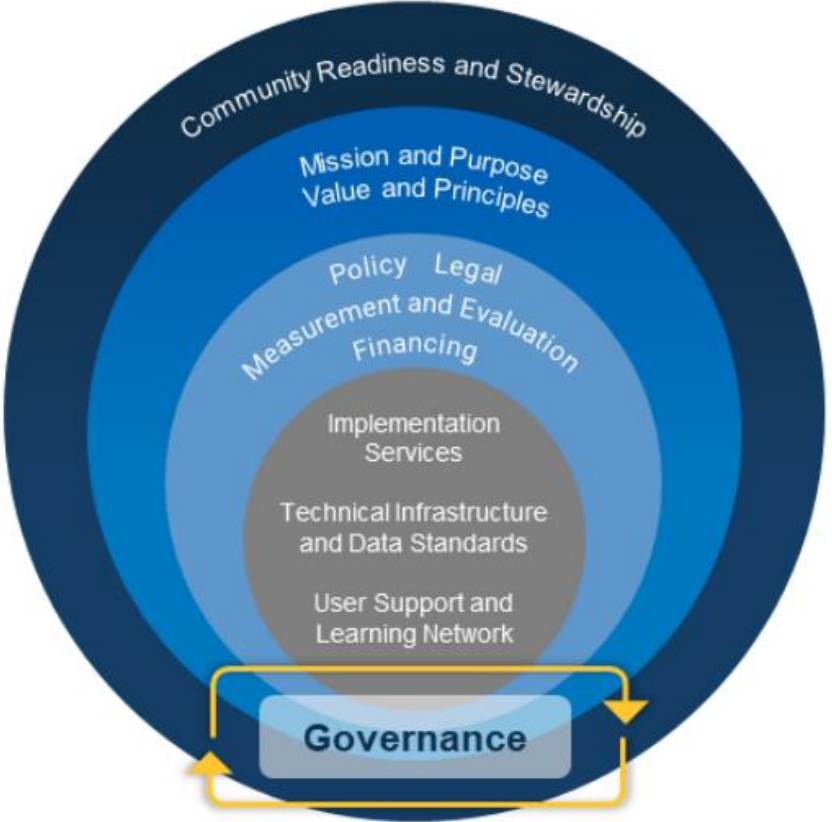 Community Readiness and Stewardship
Mission and Purpose
Value and Principles
Policy Legal
Measurement and Evaluation
Financing
Implementation
Services
Technical Infrastructure
and Data Standards
User Support and
Learning Network
Governance